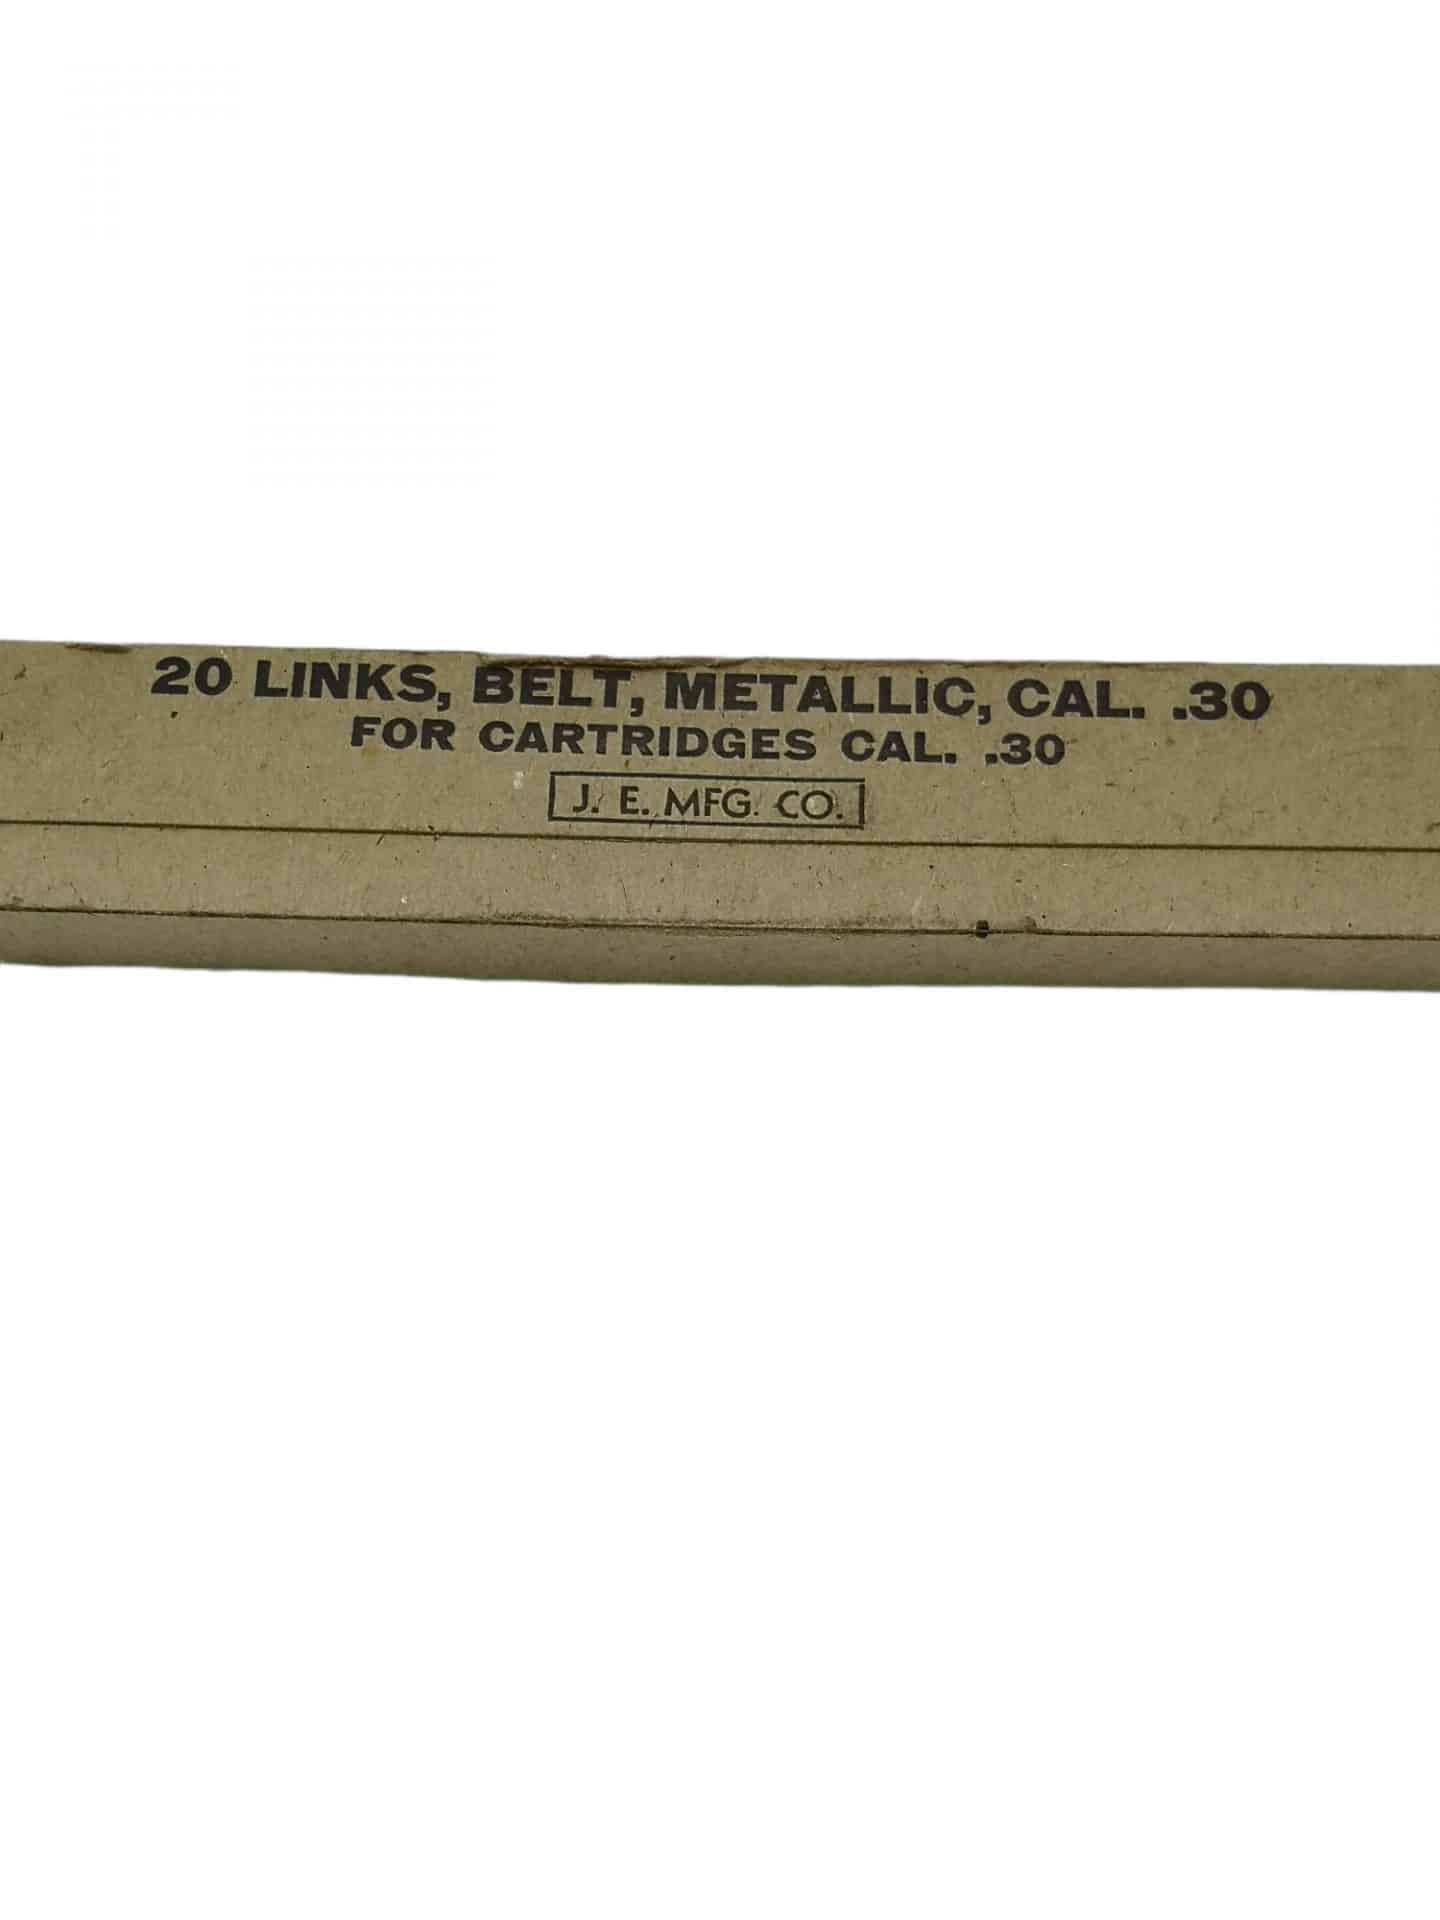 20 LINKS, BELT, METALLIC, CAL. .30
FOR CARTRIDGES CAL. .30
J. E. MFG. CO.